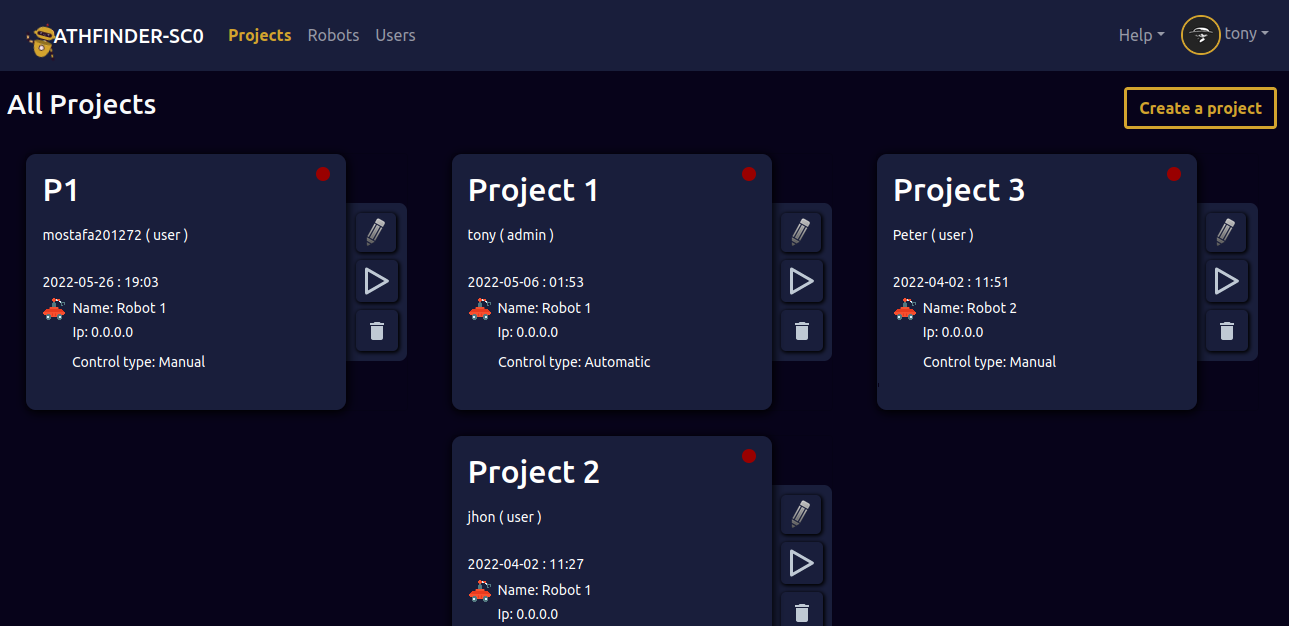 ATHFINDER-SC0
Projects Robots Users
Help
tony
All Projects
Create a project
P1
mostafa201272 ( user )
2022-05-26 : 19:03
Name: Robot 1
Ip: 0.0.0.0
Control type: Manual
Project 1
tony ( admin )
2022-05-06 : 01:53
Name: Robot 1
Ip: 0.0.0.0
Control type: Automatic
Project 3
Peter ( user )
2022-04-02 : 11:51
Name: Robot 2
Ip: 0.0.0.0
Control type: Manual
Project 2
jhon ( user )
2022-04-02 : 11:27
Name: Robot 1
Ip: 0.0.0.0